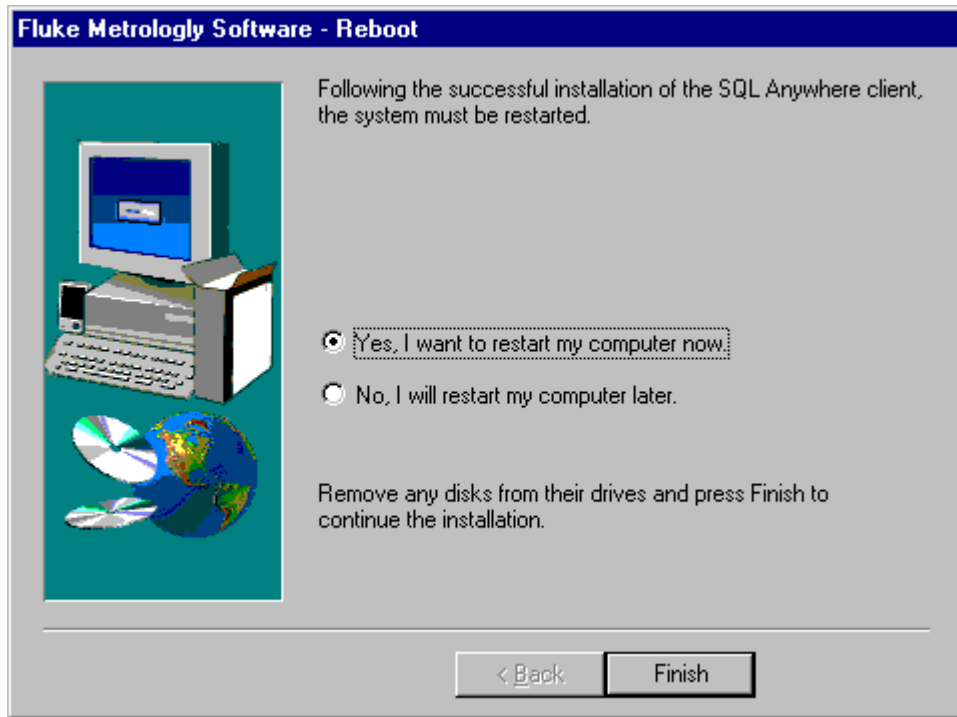 Fluke Metrologly Software - Reboot
Following the successful installation of the SQL Anywhere client,
the system must be restarted.
Yes, I want to restart my computer now.
No, I will restart my computer later.
Remove any disks from their drives and press Finish to
continue the installation.
< Back
Finish